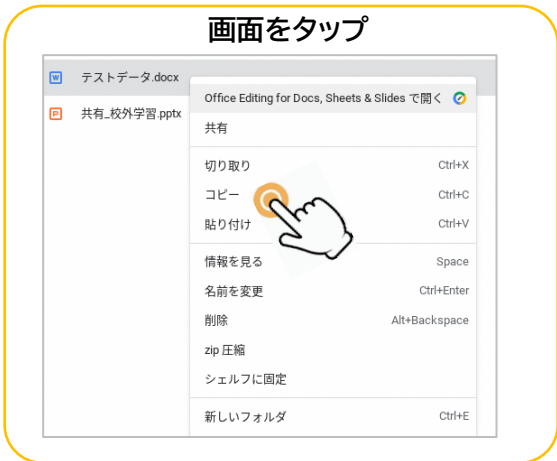 画面をタップ
テストデータ.docx
共有_校外学習.pptx
Office Editing for Docs, Sheets & Slides で開く
共有
切り取り Ctrl+X
コピー Ctrl+C
貼り付け Ctrl+V
情報を見る Space
名前を変更 Ctrl+Enter
削除 Alt+Backspace
zip 圧縮
シェルフに固定
新しいフォルダ Ctrl+E